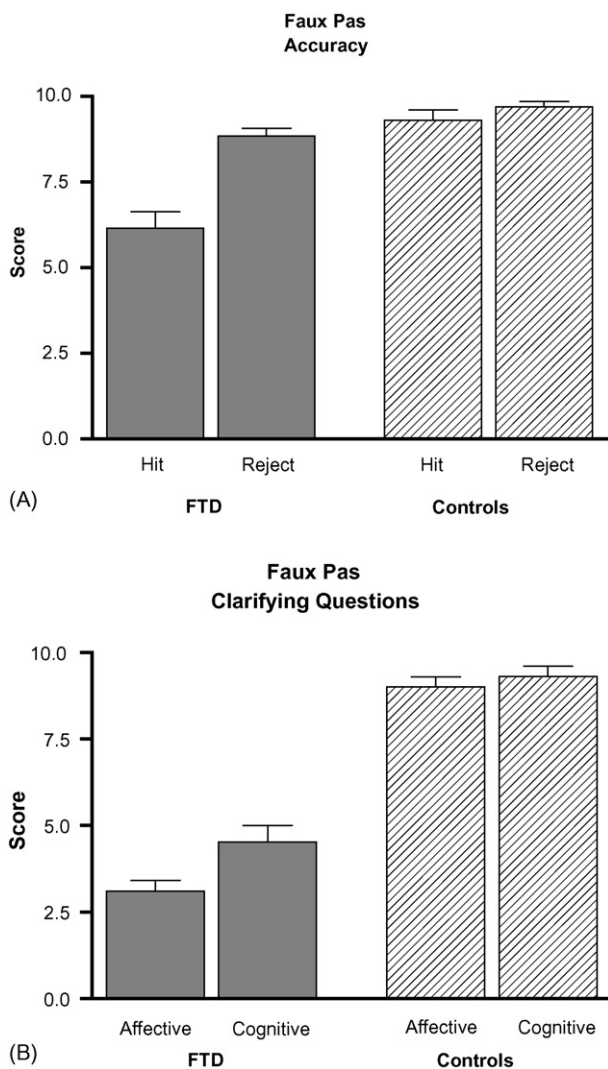 Faux Pas
Accuracy
10.0
7.5
5.0
2.5
0.0
Score
Hit Reject Hit Reject
(A) FTD Controls
Faux Pas
Clarifying Questions
10.0
7.5
5.0
2.5
0.0
Score
Affective Cognitive Affective Cognitive
(B) FTD Controls